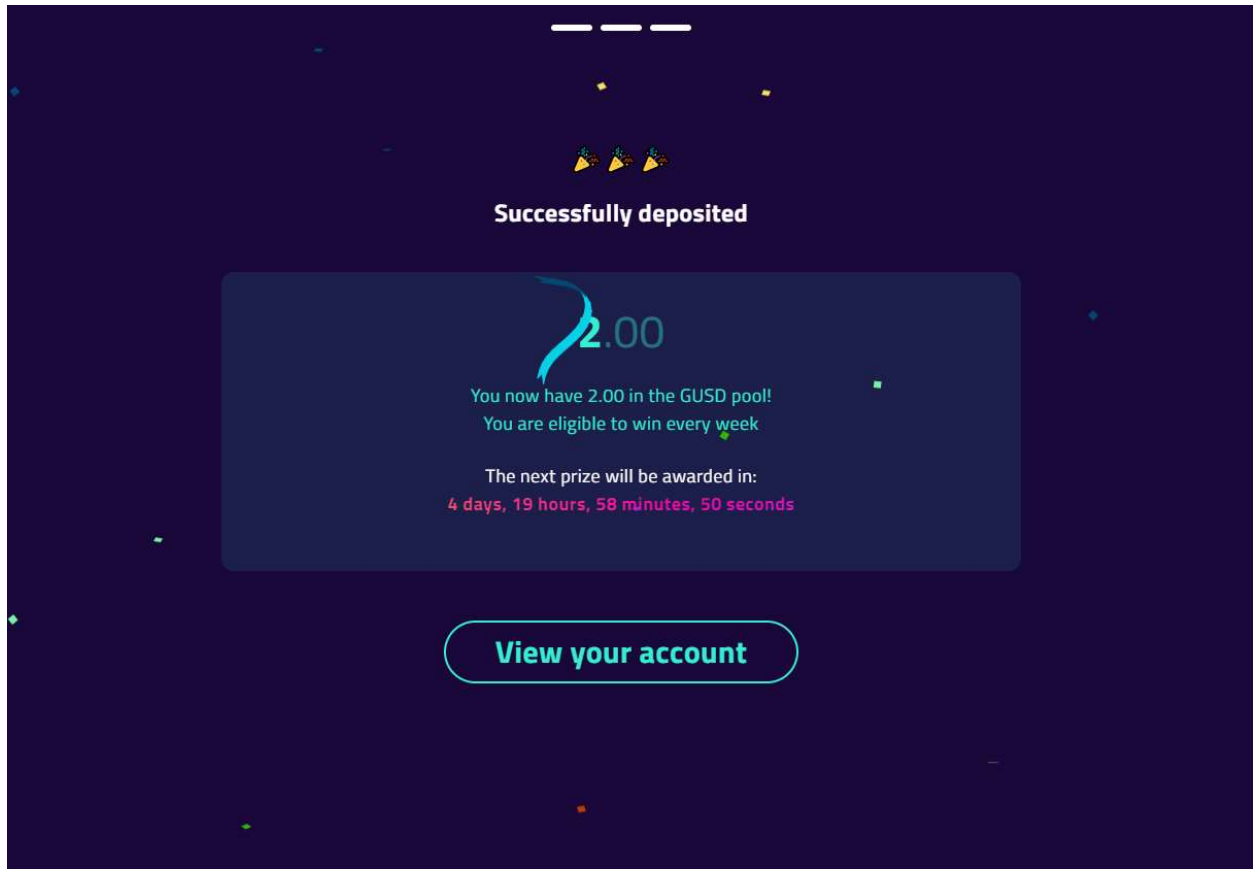 Successfully deposited
2.00
You now have 2.00 in the GUSD pool!
You are eligible to win every week
The next prize will be awarded in:
4 days, 19 hours, 58 minutes, 50 seconds
View your account